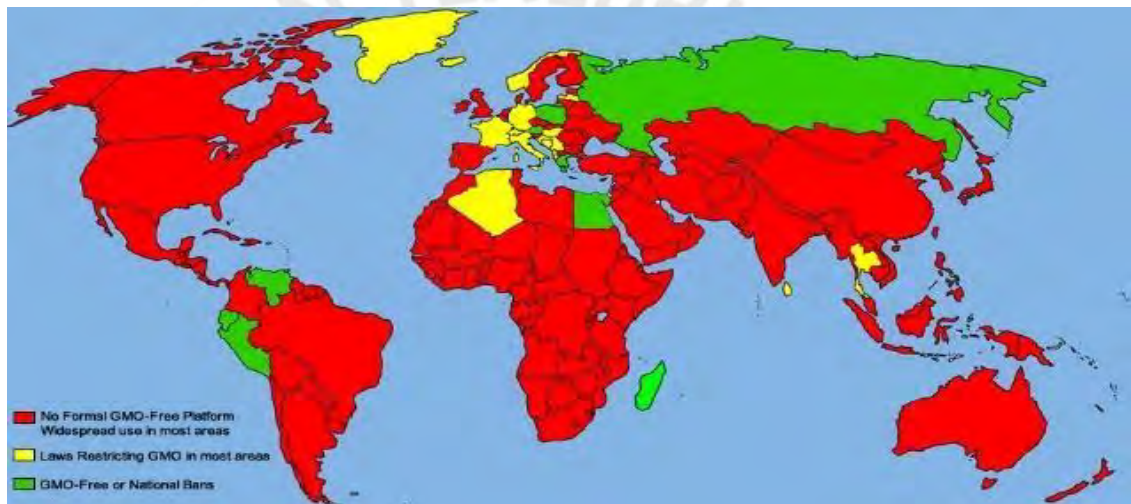 No Formal GMO-Free Platform
Widespread use in most areas
Laws Restricting GMO in most areas
GMO-Free or National Bans